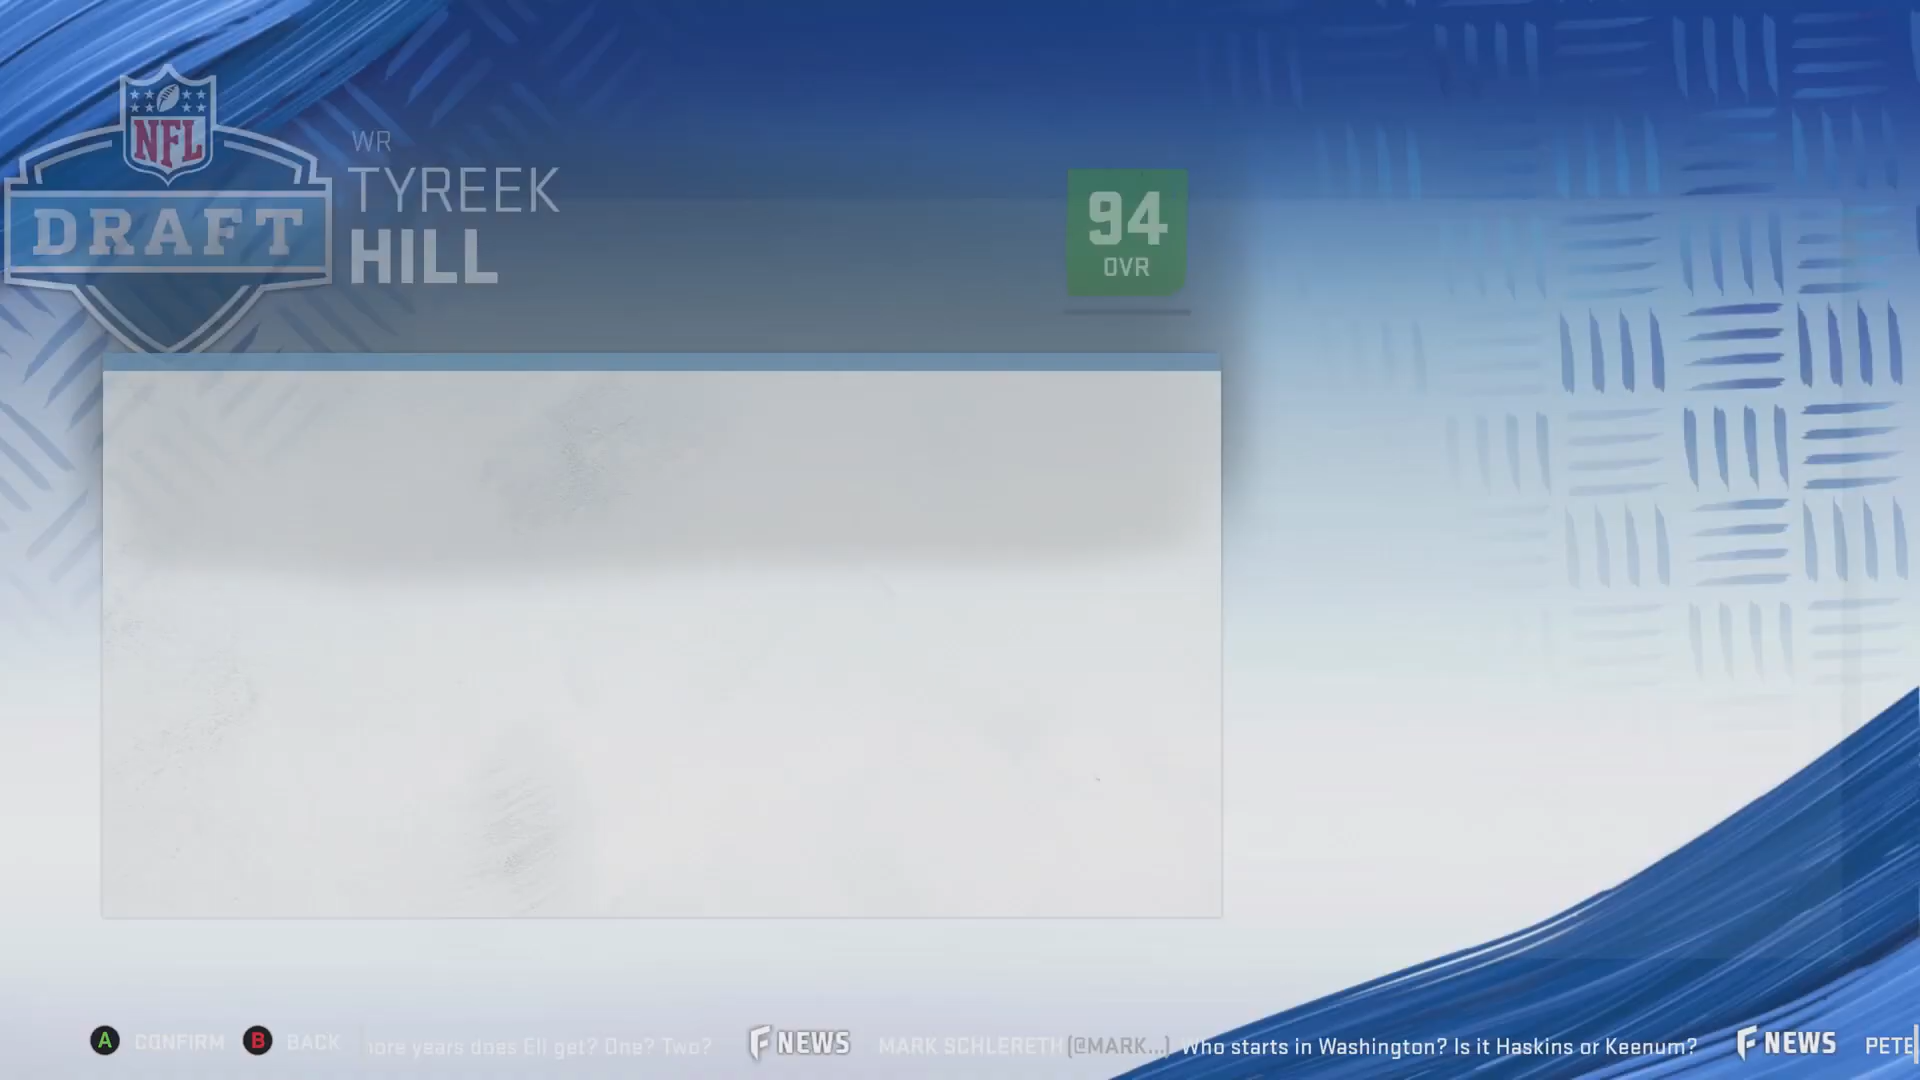 NFL
DRAFT
WR
TYREEK
HILL
94
OVR
A CONFIRM B BACK
years does Eli get? One? Two? F NEWS MARK SCHLERETH (@MARK...) Who starts in Washington? Is it Haskins or Keenum? F NEWS PETE